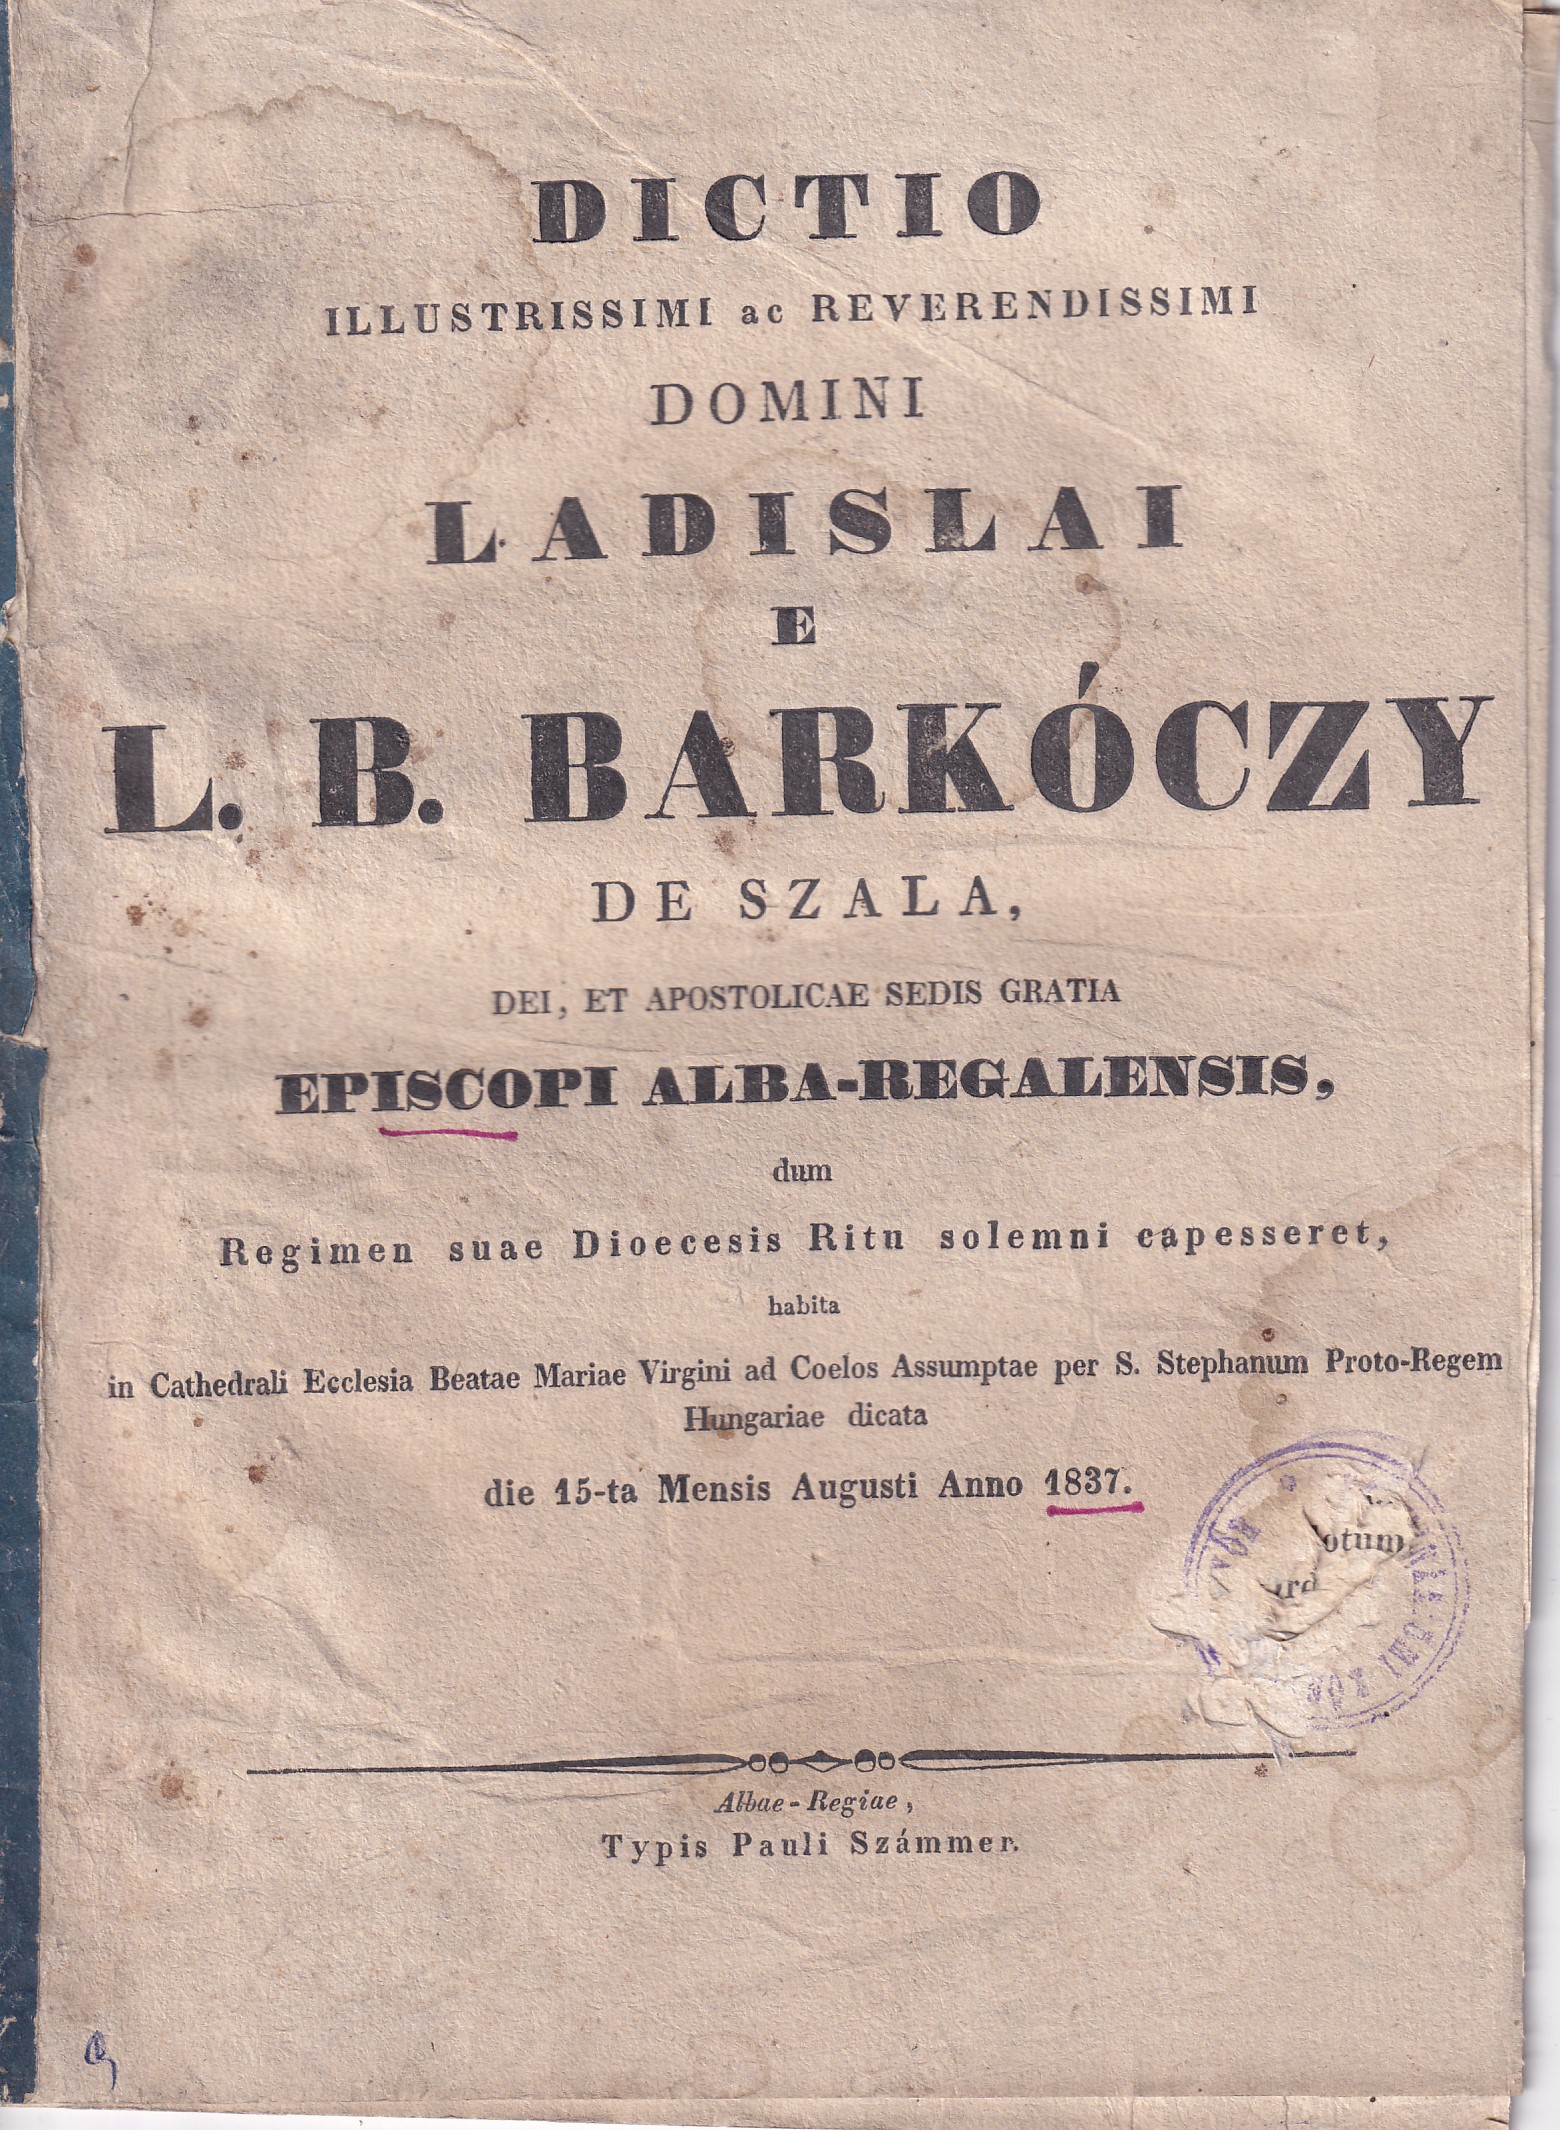 DICTIO
ILLUSTRISSIMI ac REVERENDISSIMI
DOMINI
LADISLAI
E
L. B. BARKÓCZY
DE SZALA,
DEI, ET APOSTOLICAE SEDIS GRATIA
EPISCOPI ALBA-REGALENSIS,
dum
Regimen suae Dioecesis Ritu solemni capesseret,
habita
in Cathedrali Ecclesia Beatae Mariae Virgini ad Coelos Assumptae per S. Stephanum Proto-Regem
Hungariae dicata
die 15-ta Mensis Augusti Anno 1837.
otum
Albae-Regiae,
Typis Pauli Számmer.